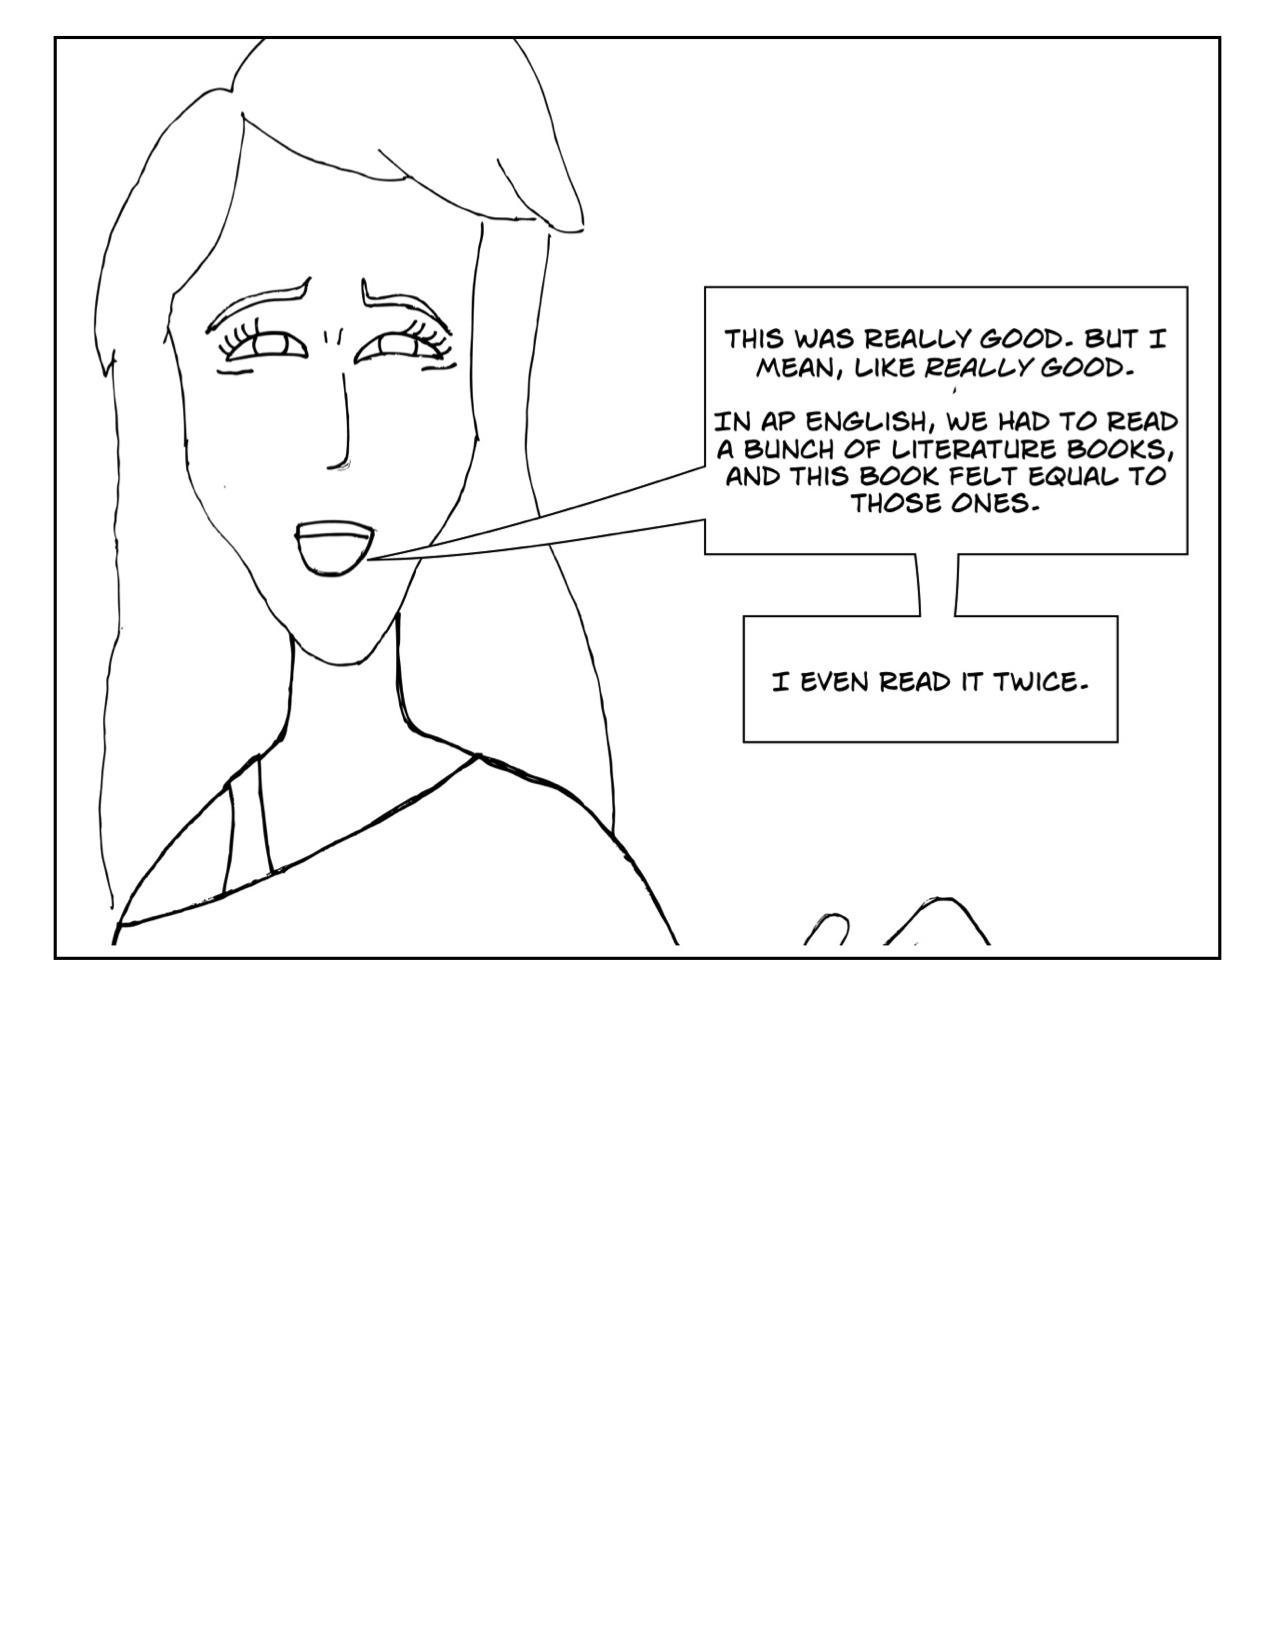 THIS WAS REALLY GOOD. BUT I
MEAN, LIKE REALLY GOOD.
IN AP ENGLISH, WE HAD TO READ
A BUNCH OF LITERATURE BOOKS,
AND THIS BOOK FELT EQUAL TO
THOSE ONES.
I EVEN READ IT TWICE.